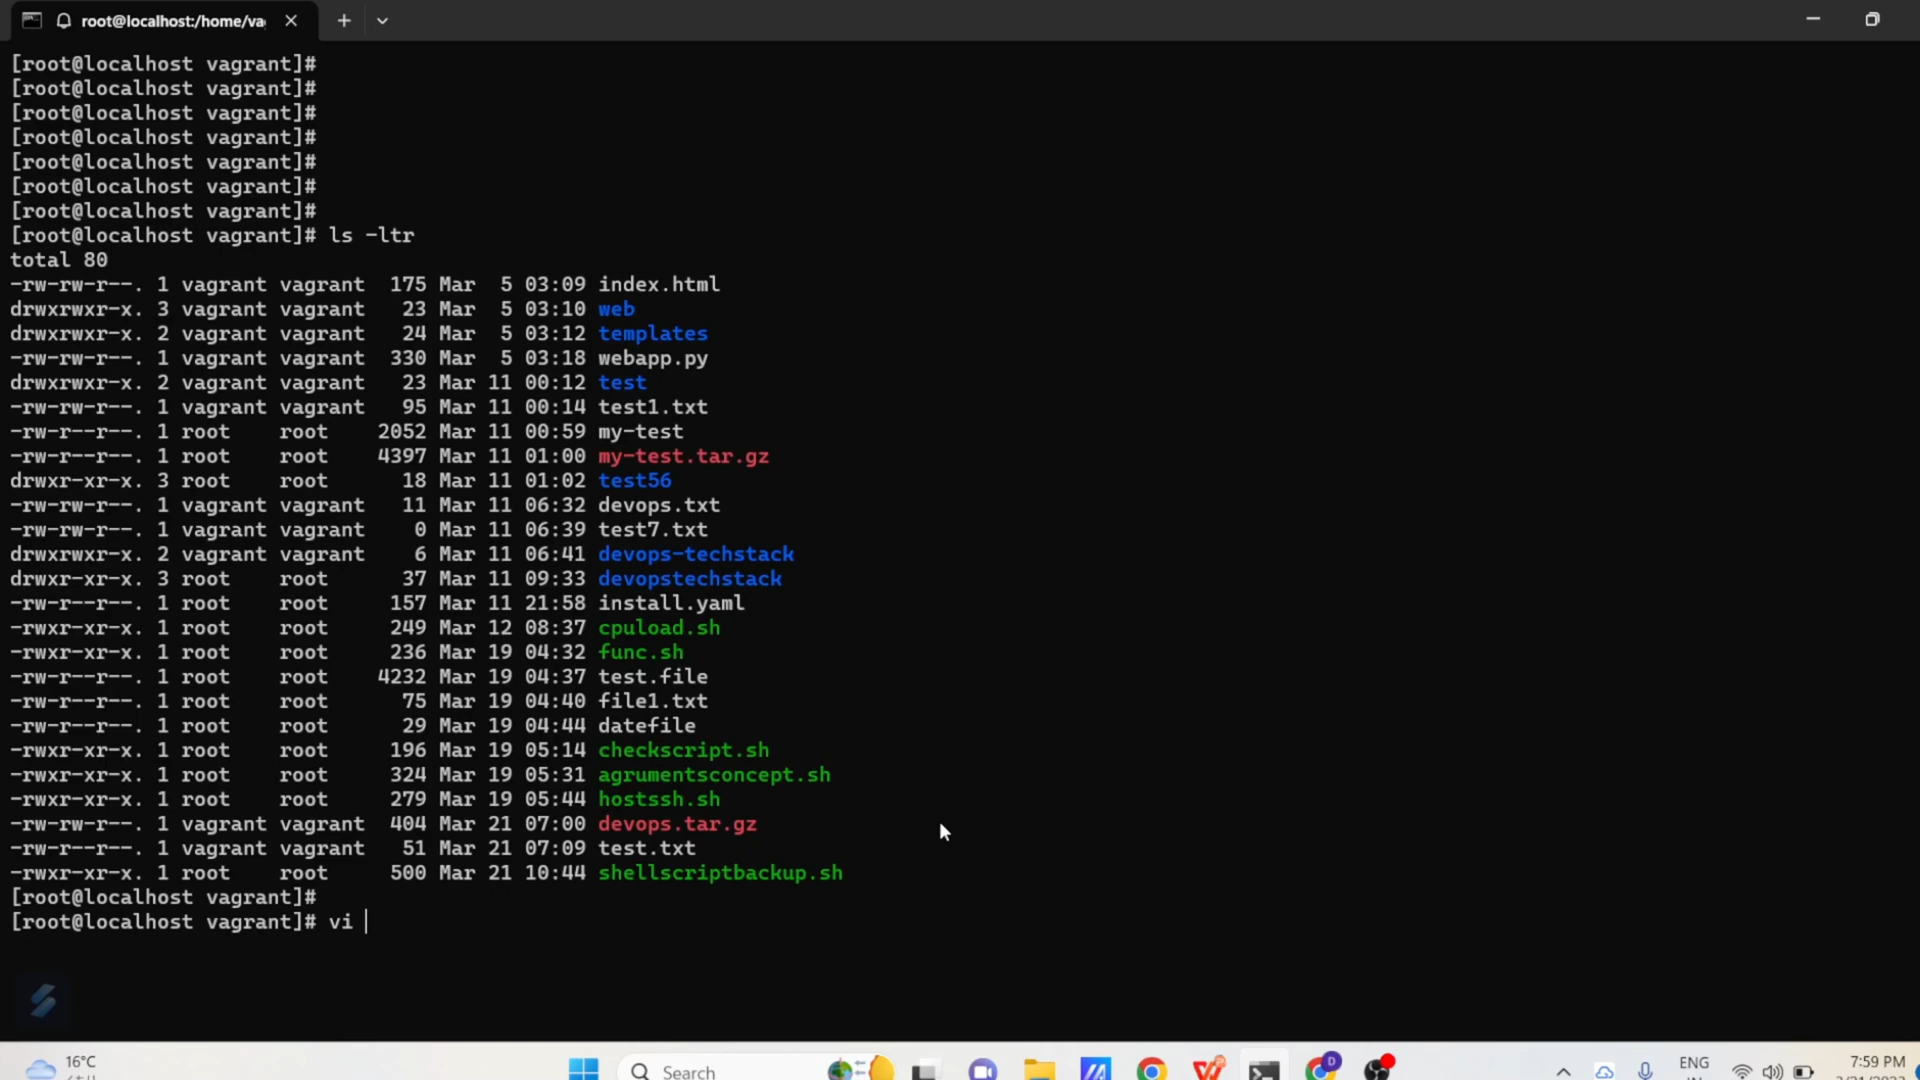 root@localhost:/home/va
[root@localhost vagrant]#
[root@localhost vagrant]#
[root@localhost vagrant]#
[root@localhost vagrant]#
[root@localhost vagrant]#
[root@localhost vagrant]#
[root@localhost vagrant]#
[root@localhost vagrant]# ls -ltr
total 80
-rw-rw-r--. 1 vagrant vagrant  175 Mar  5 03:09 index.html
drwxrwxr-x. 3 vagrant vagrant   23 Mar  5 03:10 web
drwxrwxr-x. 2 vagrant vagrant   24 Mar  5 03:12 templates
-rw-rw-r--. 1 vagrant vagrant  330 Mar  5 03:18 webapp.py
drwxrwxr-x. 2 vagrant vagrant   23 Mar 11 00:12 test
-rw-rw-r--. 1 vagrant vagrant   95 Mar 11 00:14 test1.txt
-rw-r--r--. 1 root    root    2052 Mar 11 00:59 my-test
-rw-r--r--. 1 root    root    4397 Mar 11 01:00 my-test.tar.gz
drwxr-xr-x. 3 root    root      18 Mar 11 01:02 test56
-rw-rw-r--. 1 vagrant vagrant   11 Mar 11 06:32 devops.txt
-rw-rw-r--. 1 vagrant vagrant    0 Mar 11 06:39 test7.txt
drwxrwxr-x. 2 vagrant vagrant    6 Mar 11 06:41 devops-techstack
drwxr-xr-x. 3 root    root      37 Mar 11 09:33 devopstechstack
-rw-r--r--. 1 root    root     157 Mar 11 21:58 install.yaml
-rwxr-xr-x. 1 root    root     249 Mar 12 08:37 cpuload.sh
-rwxr-xr-x. 1 root    root     236 Mar 19 04:32 func.sh
-rw-r--r--. 1 root    root    4232 Mar 19 04:37 test.file
-rw-r--r--. 1 root    root      75 Mar 19 04:40 file1.txt
-rw-r--r--. 1 root    root      29 Mar 19 04:44 datefile
-rwxr-xr-x. 1 root    root     196 Mar 19 05:14 checkscript.sh
-rwxr-xr-x. 1 root    root     324 Mar 19 05:31 agrumentsconcept.sh
-rwxr-xr-x. 1 root    root     279 Mar 19 05:44 hostssh.sh
-rw-rw-r--. 1 vagrant vagrant  404 Mar 21 07:00 devops.tar.gz
-rw-rw-r--. 1 vagrant vagrant   51 Mar 21 07:09 test.txt
-rwxr-xr-x. 1 root    root     500 Mar 21 10:44 shellscriptbackup.sh
[root@localhost vagrant]#
[root@localhost vagrant]# vi
16°C
Search
D
ENG
7:59 PM